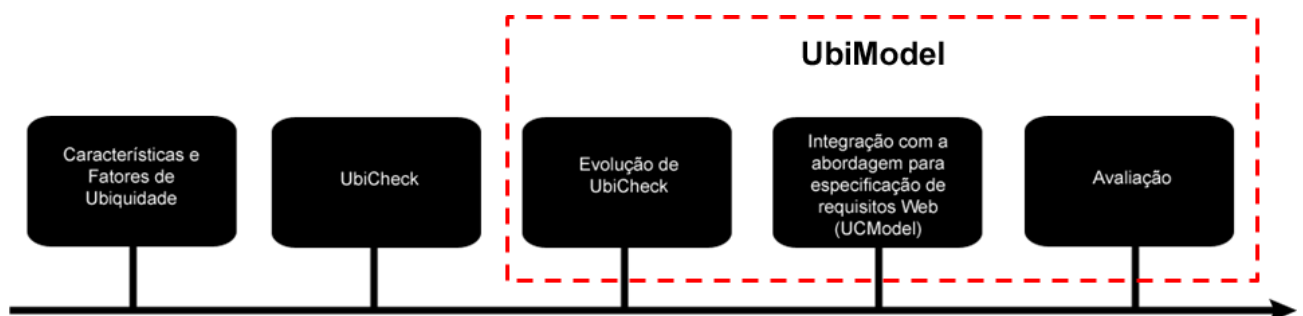 UbiModel
Características e
Fatores de
Ubiquidade
UbiCheck
Evolução de
UbiCheck
Integração com a
abordagem para
especificação de
requisitos Web
(UCModel)
Avaliação